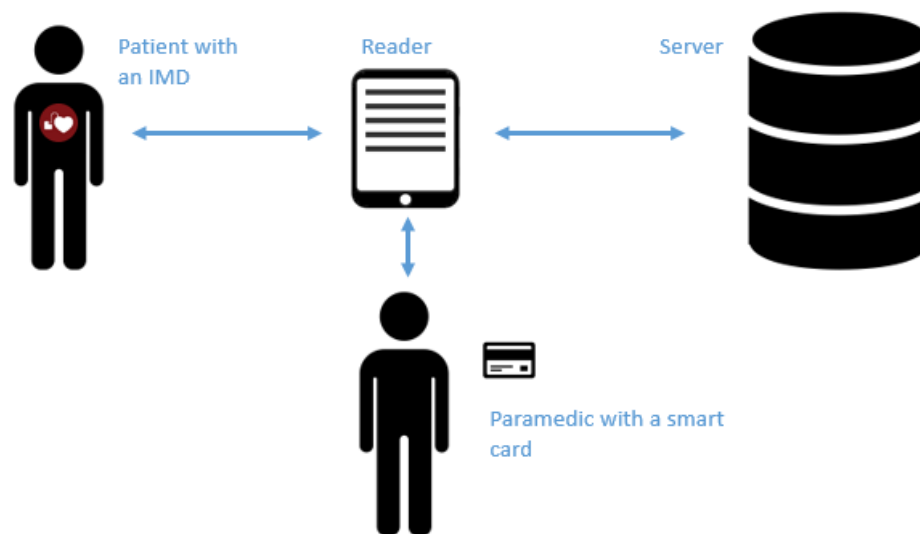 Patient with
an IMD
Reader
Server
Paramedic with a smart
card